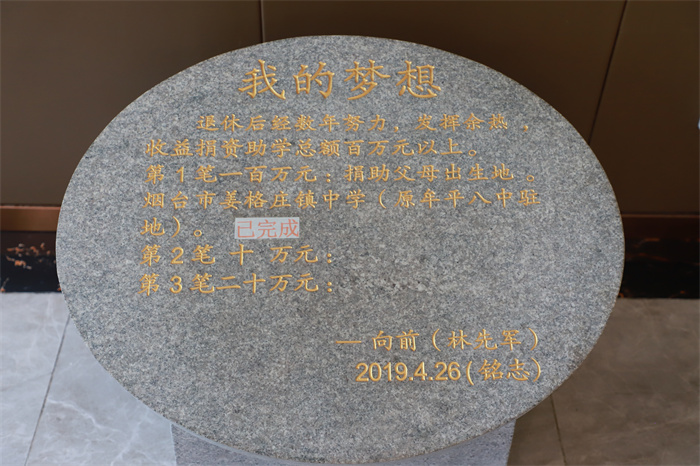 我的梦想
退休后经数年努力，发挥余热，
收益捐资助学总额百万元以上。
第1笔一百万元：捐助父母出生地。
烟台市姜格庄镇中学（原牟平八中驻
地）。 已完成
第2笔 十 万元：
第3笔二十万元：
— 向前（林先军）
2019.4.26(铭志)